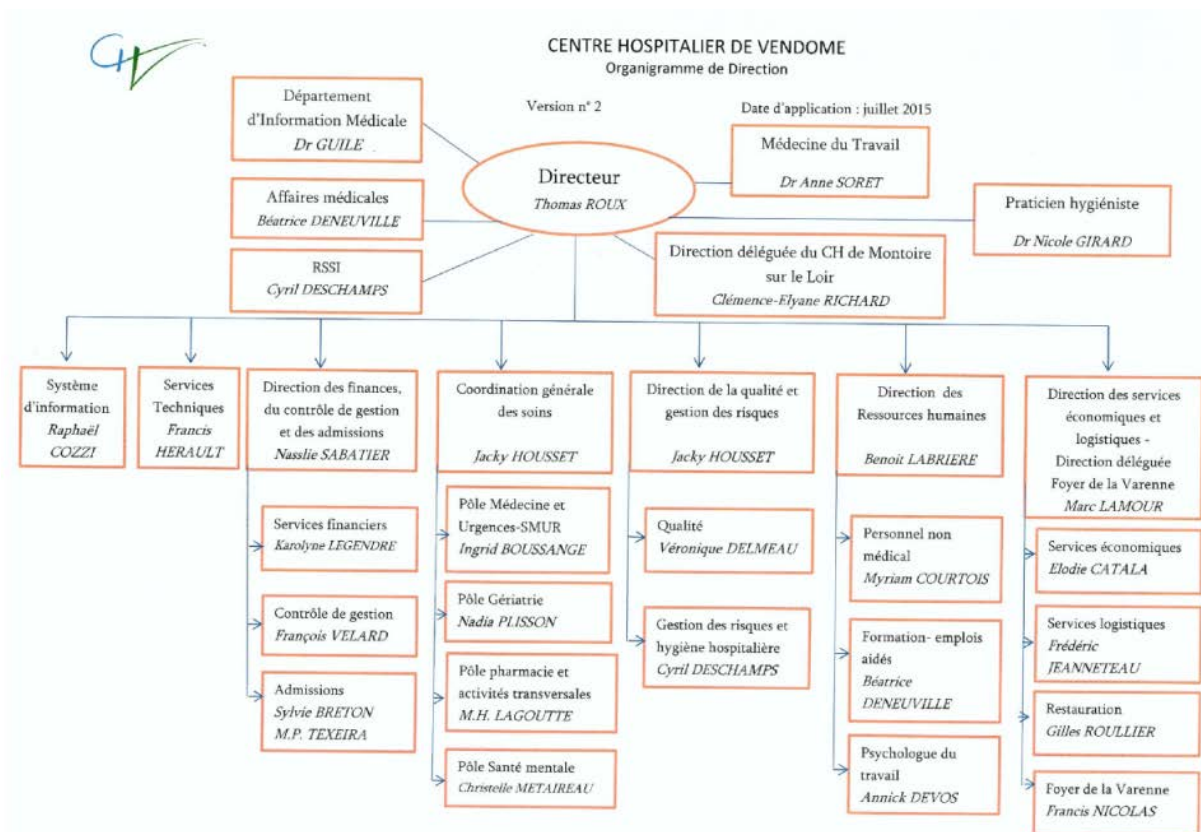 CHV
CENTRE HOSPITALIER DE VENDOME
Organigramme de Direction
Version n° 2
Date d'application : juillet 2015
Département
d'Information Médicale
Dr GUILE
Affaires médicales
Béatrice DENEUVILLE
RSSI
Cyril DESCHAMPS
Directeur
Thomas ROUX
Médecine du Travail
Dr Anne SORET
Praticien hygiéniste
Dr Nicole GIRARD
Direction déléguée du CH de Montoire
sur le Loir
Clémence-Elyane RICHARD
Système
d'information
Raphaël
COZZI
Services
Techniques
Francis
HERAULT
Direction des finances,
du contrôle de gestion
et des admissions
Nasslie SABATIER
Services financiers
Karolyne LEGENDRE
Contrôle de gestion
François VELARD
Admissions
Sylvie BRETON
M.P. TEXEIRA
Coordination générale
des soins
Jacky HOUSSET
Pôle Médecine et
Urgences-SMUR
Ingrid BOUSSANGE
Pôle Gériatrie
Nadia PLISSON
Pôle pharmacie et
activités transversales
M.H. LAGOUTTE
Pôle Santé mentale
Christelle METAIREAU
Direction de la qualité et
gestion des risques
Jacky HOUSSET
Qualité
Véronique DELMEAU
Gestion des risques et
hygiène hospitalière
Cyril DESCHAMPS
Direction des
Ressources humaines
Benoit LABRIERE
Personnel non
médical
Myriam COURTOIS
Formation- emplois
aidés
Béatrice
DENEUVILLE
Psychologue du
travail
Annick DEVOS
Direction des services
économiques et
logistiques -
Direction déléguée
Foyer de la Varenne
Marc LAMOUR
Services économiques
Elodie CATALA
Services logistiques
Frédéric
JEANNETEAU
Restauration
Gilles ROULLIER
Foyer de la Varenne
Francis NICOLAS